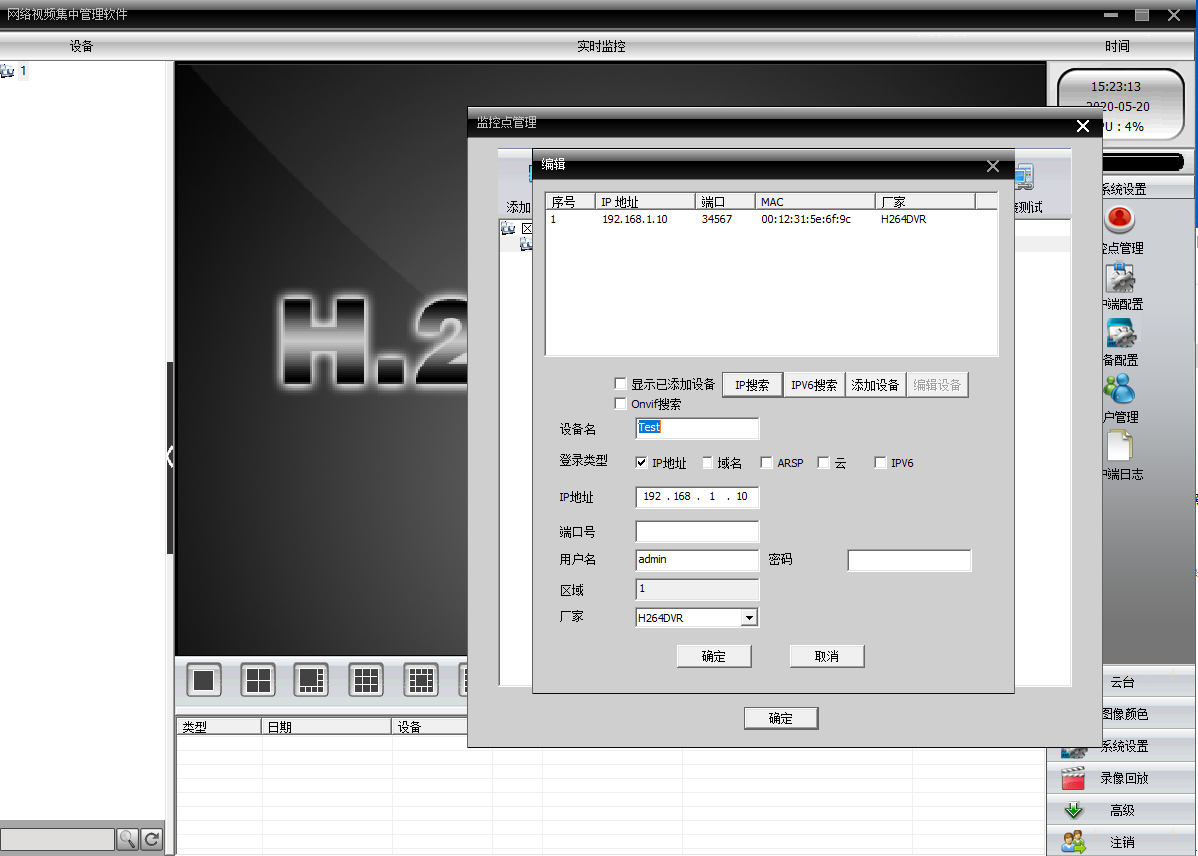 网络视频集中管理软件
设备 实时监控 时间
1
15:23:13
2020-05-20
PU : 4%
监控点管理
编辑
添加 测试
序号 IP 地址 端口 MAC 厂家
1 192.168.1.10 34567 00:12:31:5e:6f:9c H264DVR
显示已添加设备 IP搜索 IPV6搜索 添加设备 编辑设备
Onvif搜索
设备名 Test
登录类型 IP地址 域名 ARSP 云 IPV6
IP地址 192 . 168 . 1 . 10
端口号
用户名 admin 密码
区域 1
厂家 H264DVR
确定 取消
确定
H.2
系统设置
控点管理
户端配置
备配置
户管理
户端日志
云台
图像颜色
系统设置
录像回放
高级
注销
类型 日期 设备